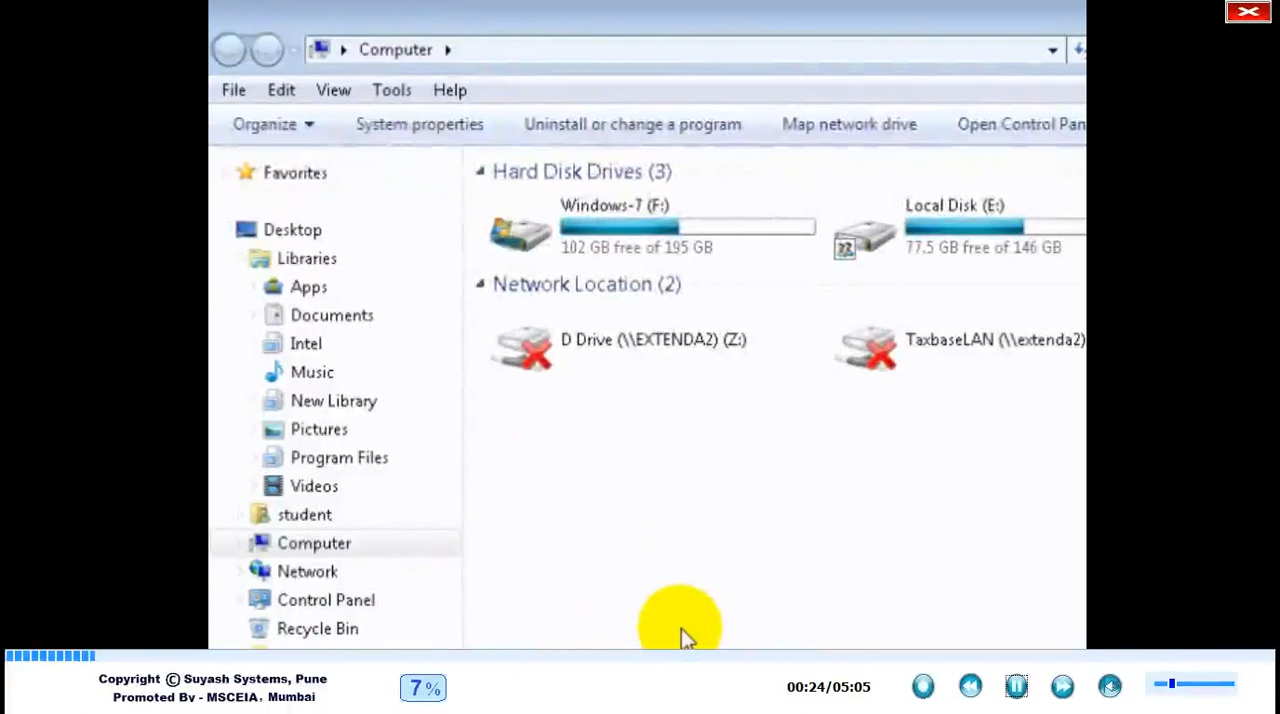 Computer
File Edit View Tools Help
Organize System properties Uninstall or change a program Map network drive Open Control Pan
Favorites
Desktop
Libraries
Apps
Documents
Intel
Music
New Library
Pictures
Program Files
Videos
student
Computer
Network
Control Panel
Recycle Bin
Hard Disk Drives (3)
Windows-7 (F:)
102 GB free of 195 GB
Local Disk (E:)
77.5 GB free of 146 GB
Network Location (2)
D Drive (\\EXTENDA2) (Z:)
TaxbaseLAN (\\extenda2)
Copyright © Suyash Systems, Pune
Promoted By - MSCEIA, Mumbai
7%
00:24/05:05